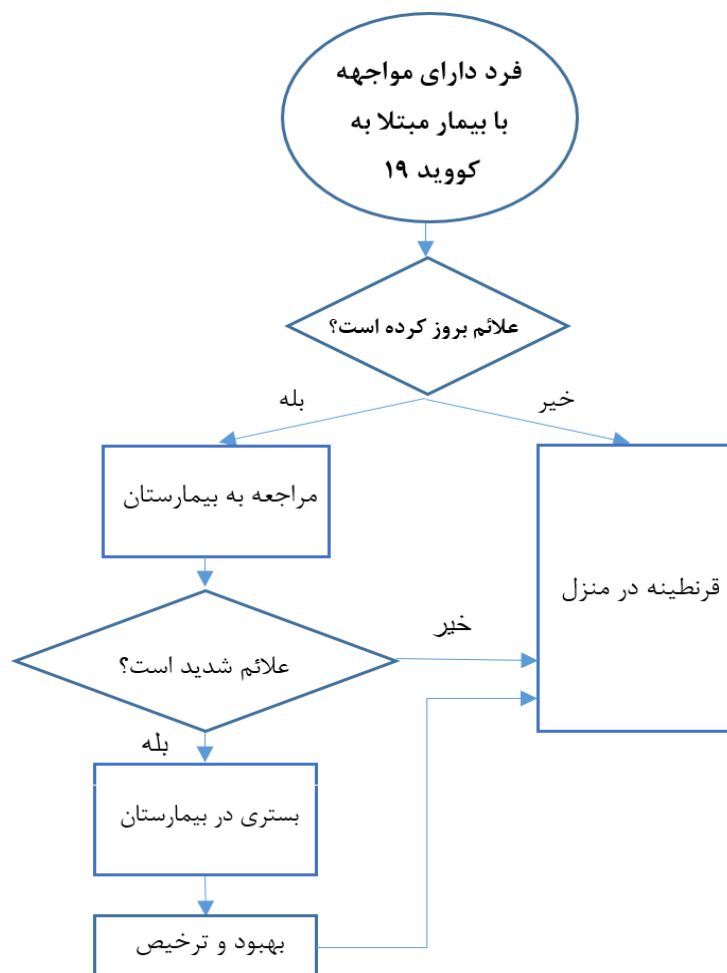 فرد دارای مواجهه
با بیمار مبتلا به
کووید ۱۹
علائم بروز کرده است؟
خیر
بله
مراجعه به بیمارستان
قرنطینه در منزل
خیر
علائم شدید است؟
بله
بستری در بیمارستان
بهبود و ترخیص